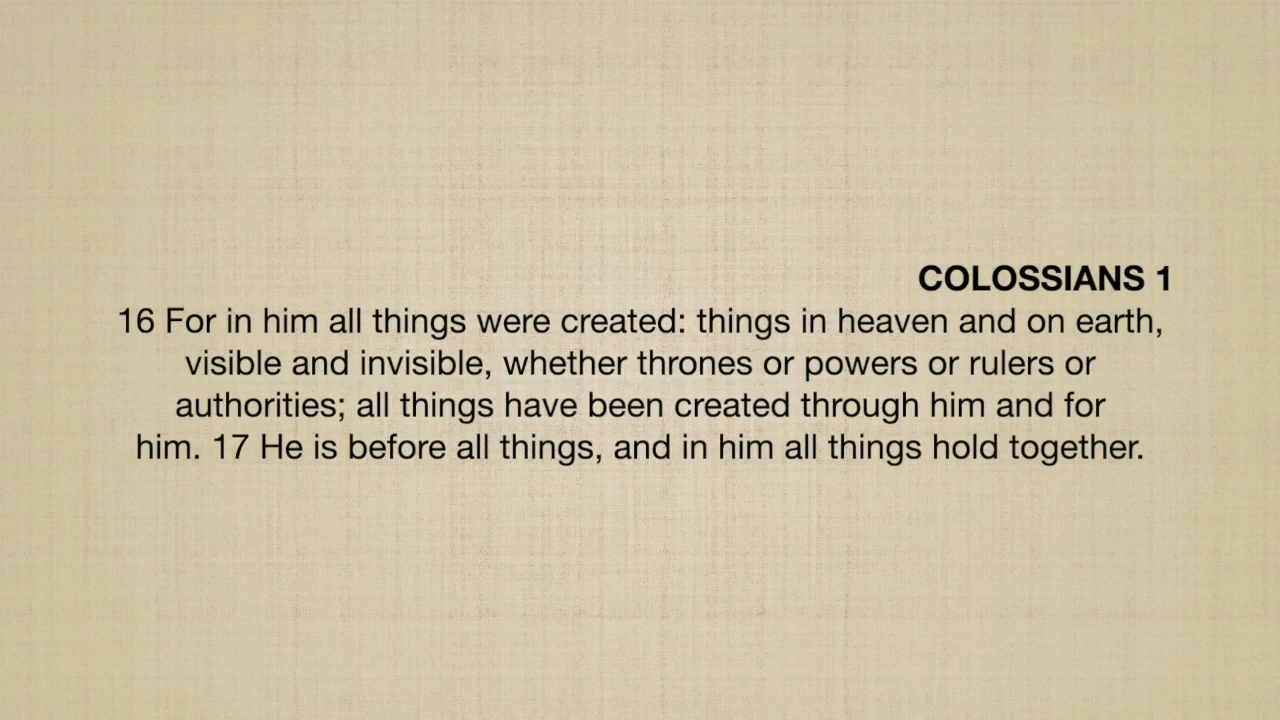 COLOSSIANS 1
16 For in him all things were created: things in heaven and on earth,
visible and invisible, whether thrones or powers or rulers or
authorities; all things have been created through him and for
him. 17 He is before all things, and in him all things hold together.